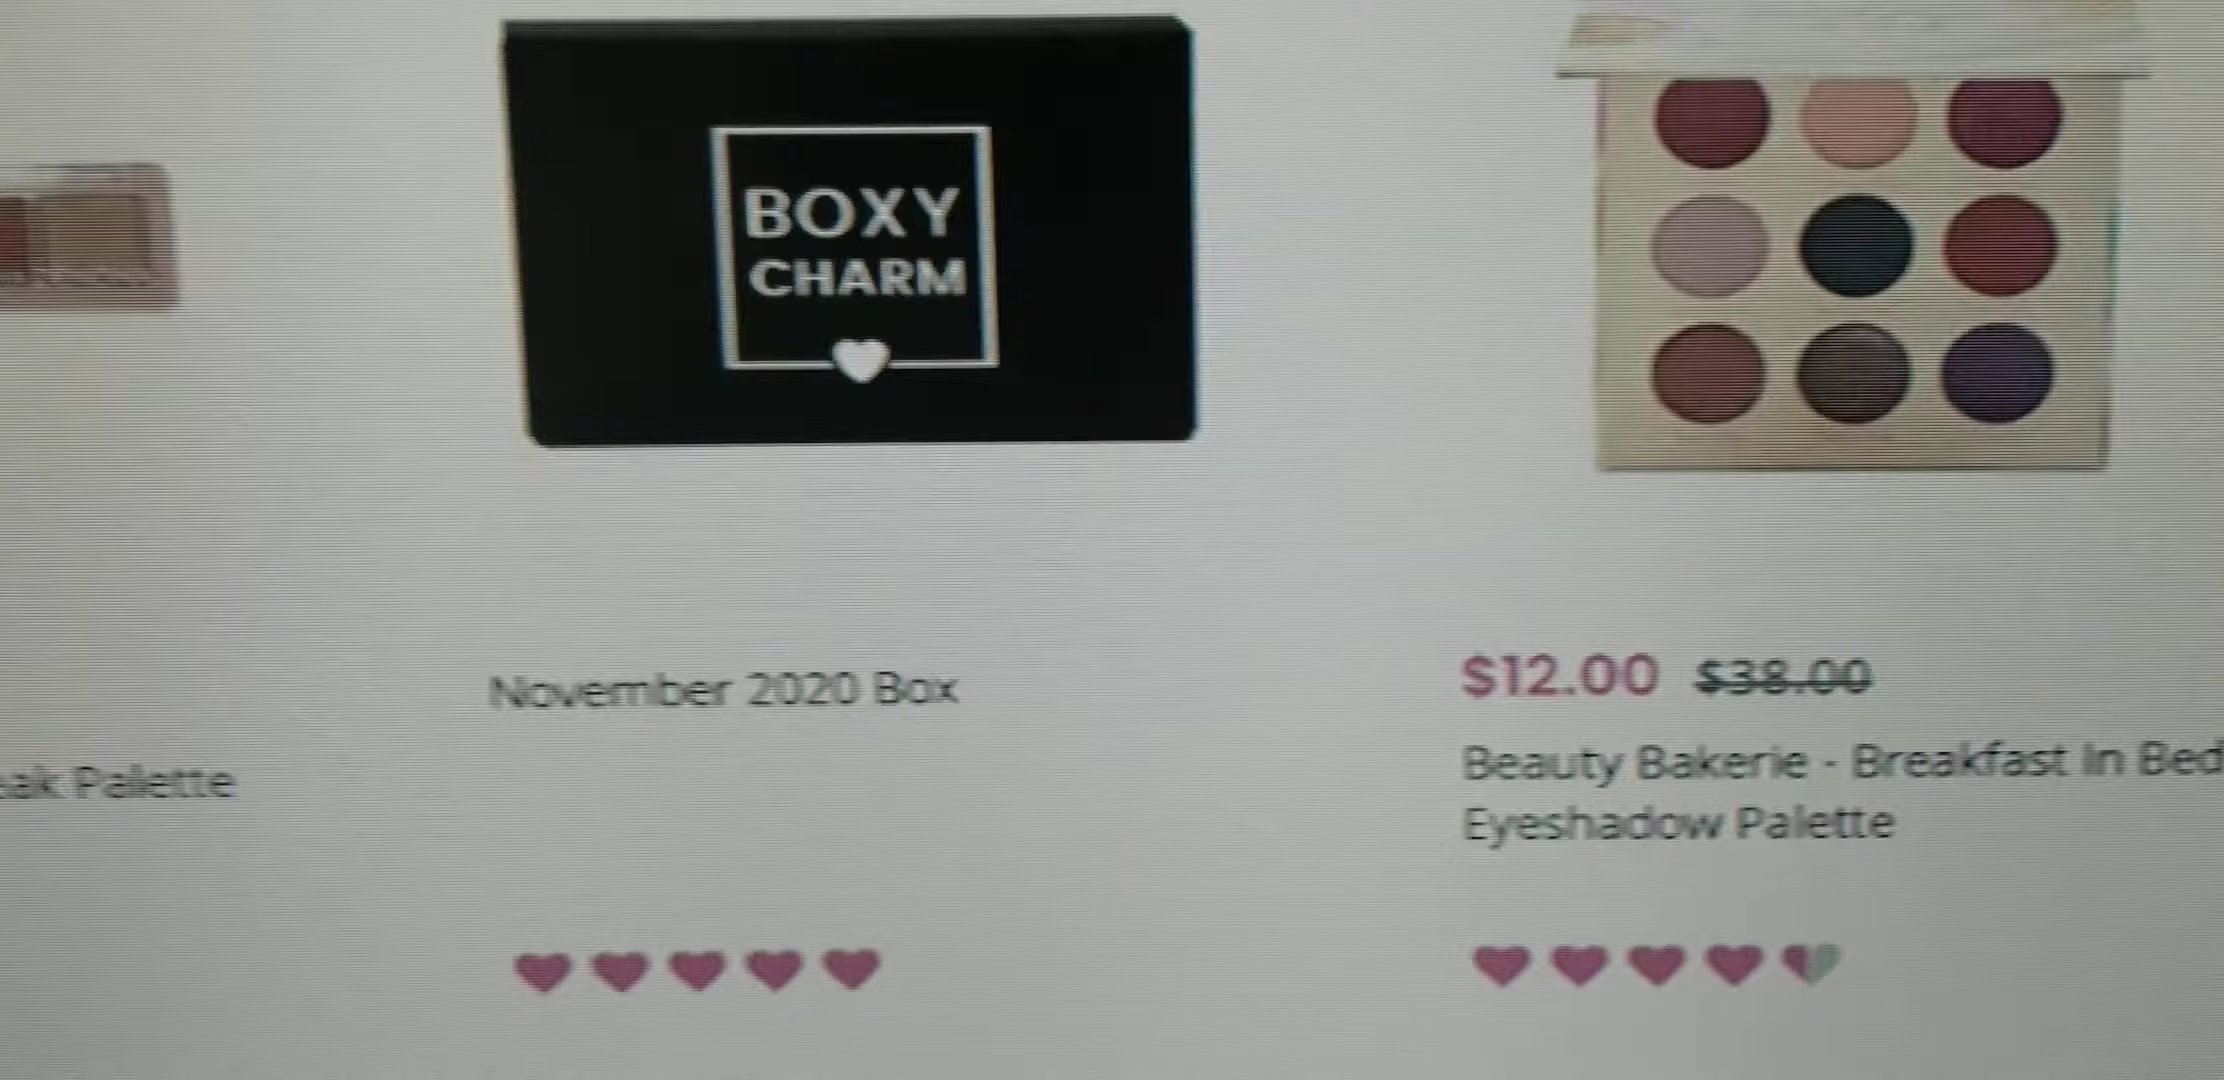 BOXY
CHARM
November 2020 Box
Palette
$12.00 $38.00
Beauty Bakerie - Breakfast In Bed
Eyeshadow Palette